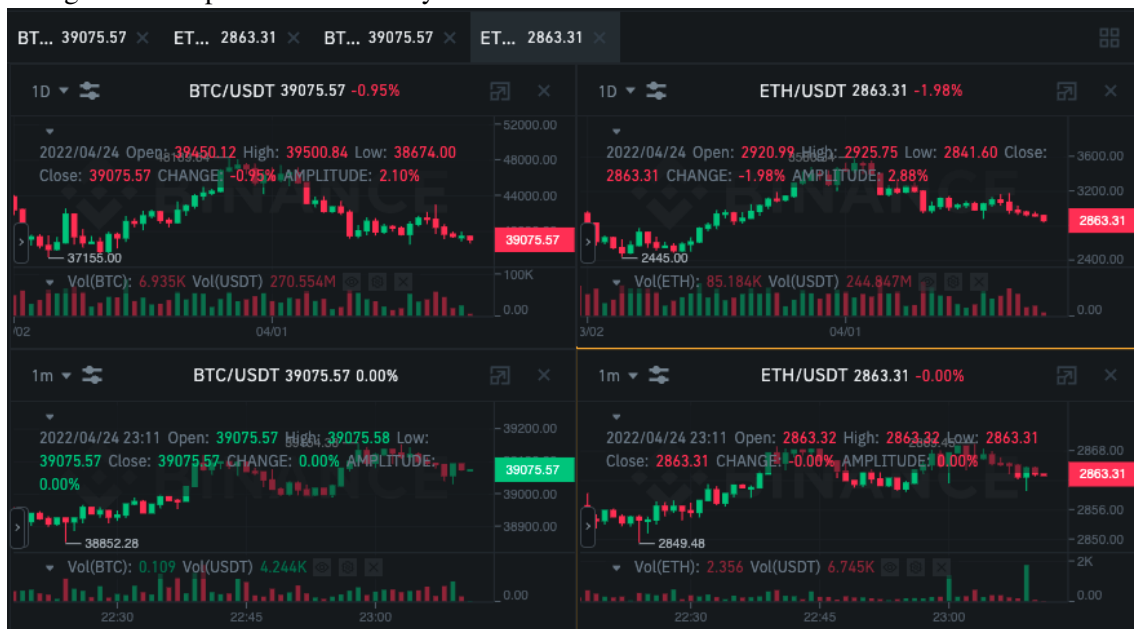 BT... 39075.57 × ET... 2863.31 × BT... 39075.57 × ET... 2863.31 ×
1D BTC/USDT 39075.57 -0.95%
2022/04/24 Open: 39450.12 High: 39500.84 Low: 38674.00
Close: 39075.57 CHANGE: -0.95% AMPLITUDE: 2.10%
52000.00
48000.00
44000.00
39075.57
37155.00
BINANCE
Vol(BTC): 6.935K Vol(USDT) 270.554M
100K
0.00
/02 04/01
1D ETH/USDT 2863.31 -1.98%
2022/04/24 Open: 2920.99 High: 2925.75 Low: 2841.60 Close:
2863.31 CHANGE: -1.98% AMPLITUDE: 2.88%
3600.00
3200.00
2863.31
2400.00
2445.00
BINANCE
Vol(ETH): 85.184K Vol(USDT) 244.847M
0.00
3/02 04/01
1m BTC/USDT 39075.57 0.00%
2022/04/24 23:11 Open: 39075.57 High: 39075.58 Low:
39075.57 Close: 39075.57 CHANGE: 0.00% AMPLITUDE:
0.00%
39200.00
39075.57
39000.00
38900.00
38852.28
BINANCE
Vol(BTC): 0.109 Vol(USDT) 4.244K
0.00
22:30 22:45 23:00
1m ETH/USDT 2863.31 -0.00%
2022/04/24 23:11 Open: 2863.32 High: 2863.32 Low: 2863.31
Close: 2863.31 CHANGE: -0.00% AMPLITUDE: 0.00%
2868.00
2863.31
2856.00
2850.00
2849.48
BINANCE
Vol(ETH): 2.356 Vol(USDT) 6.745K
2K
0.00
22:30 22:45 23:00